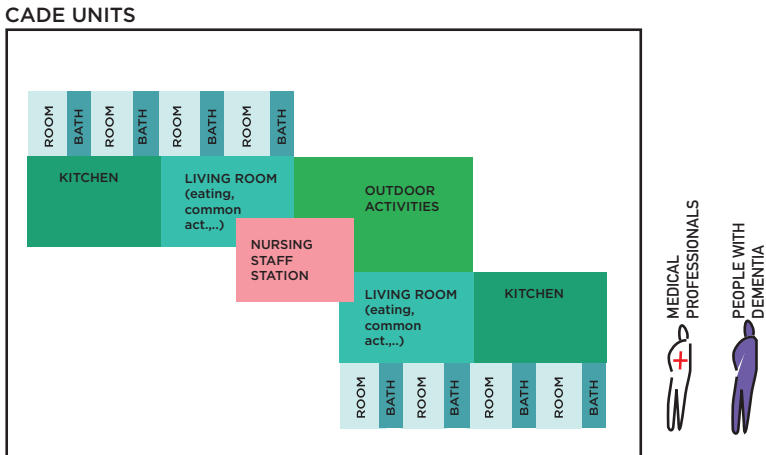 CADE UNITS
ROOM
BATH
ROOM
BATH
ROOM
BATH
ROOM
BATH
KITCHEN
LIVING ROOM
(eating,
common
act.,..)
OUTDOOR
ACTIVITIES
NURSING
STAFF
STATION
LIVING ROOM
(eating,
common
act.,..)
KITCHEN
ROOM
BATH
ROOM
BATH
ROOM
BATH
ROOM
BATH
MEDICAL
PROFESSIONALS
PEOPLE WITH
DEMENTIA